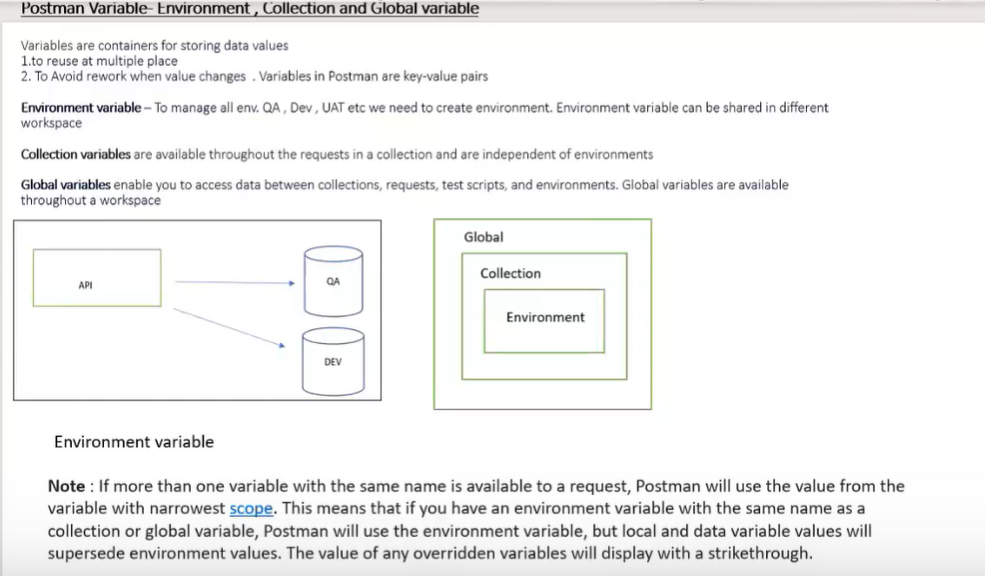 Postman Variable- Environment , Collection and Global variable
Variables are containers for storing data values
1.to reuse at multiple place
2. To Avoid rework when value changes . Variables in Postman are key-value pairs
Environment variable – To manage all env. QA , Dev , UAT etc we need to create environment. Environment variable can be shared in different
workspace
Collection variables are available throughout the requests in a collection and are independent of environments
Global variables enable you to access data between collections, requests, test scripts, and environments. Global variables are available
throughout a workspace
API
QA
DEV
Global
Collection
Environment
Environment variable
Note : If more than one variable with the same name is available to a request, Postman will use the value from the
variable with narrowest scope. This means that if you have an environment variable with the same name as a
collection or global variable, Postman will use the environment variable, but local and data variable values will
supersede environment values. The value of any overridden variables will display with a strikethrough.